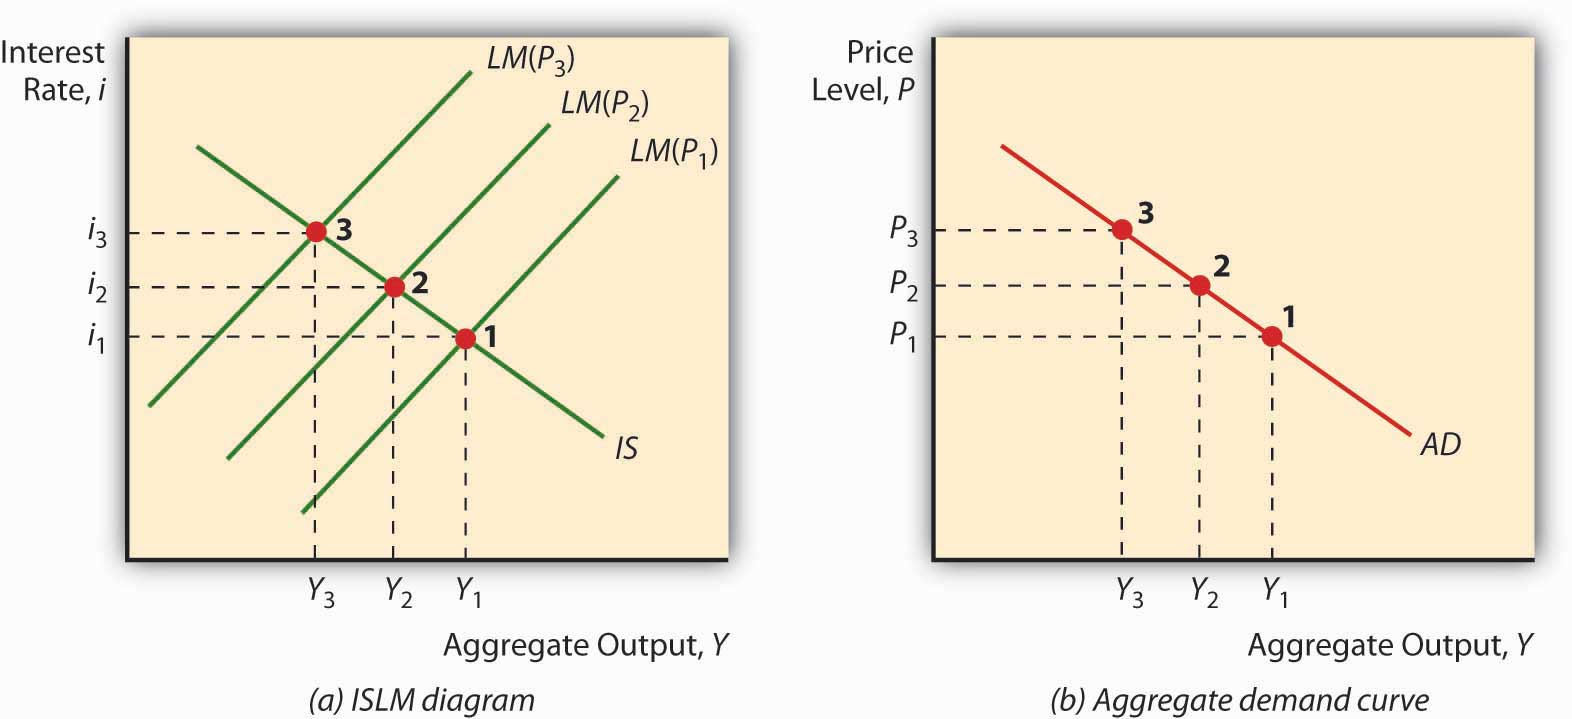 Interest
Rate, i
LM(P₃)
LM(P₂)
LM(P₁)
i₃
3
i₂
2
i₁
1
IS
Y₃ Y₂ Y₁
Aggregate Output, Y
(a) ISLM diagram
Price
Level, P
P₃
3
P₂
2
P₁
1
AD
Y₃ Y₂ Y₁
Aggregate Output, Y
(b) Aggregate demand curve